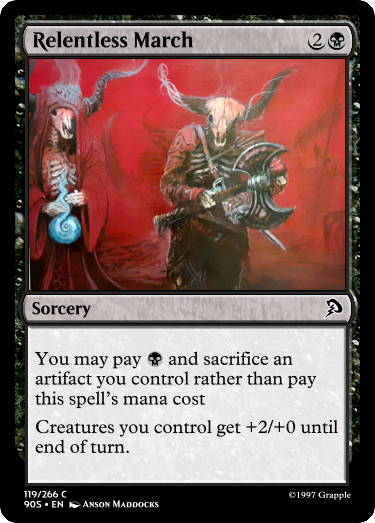 Relentless March 2
Sorcery
You may pay and sacrifice an
artifact you control rather than pay
this spell's mana cost
Creatures you control get +2/+0 until
end of turn.
119/266 C
©1997 Grapple
90S • EN Anson Maddocks